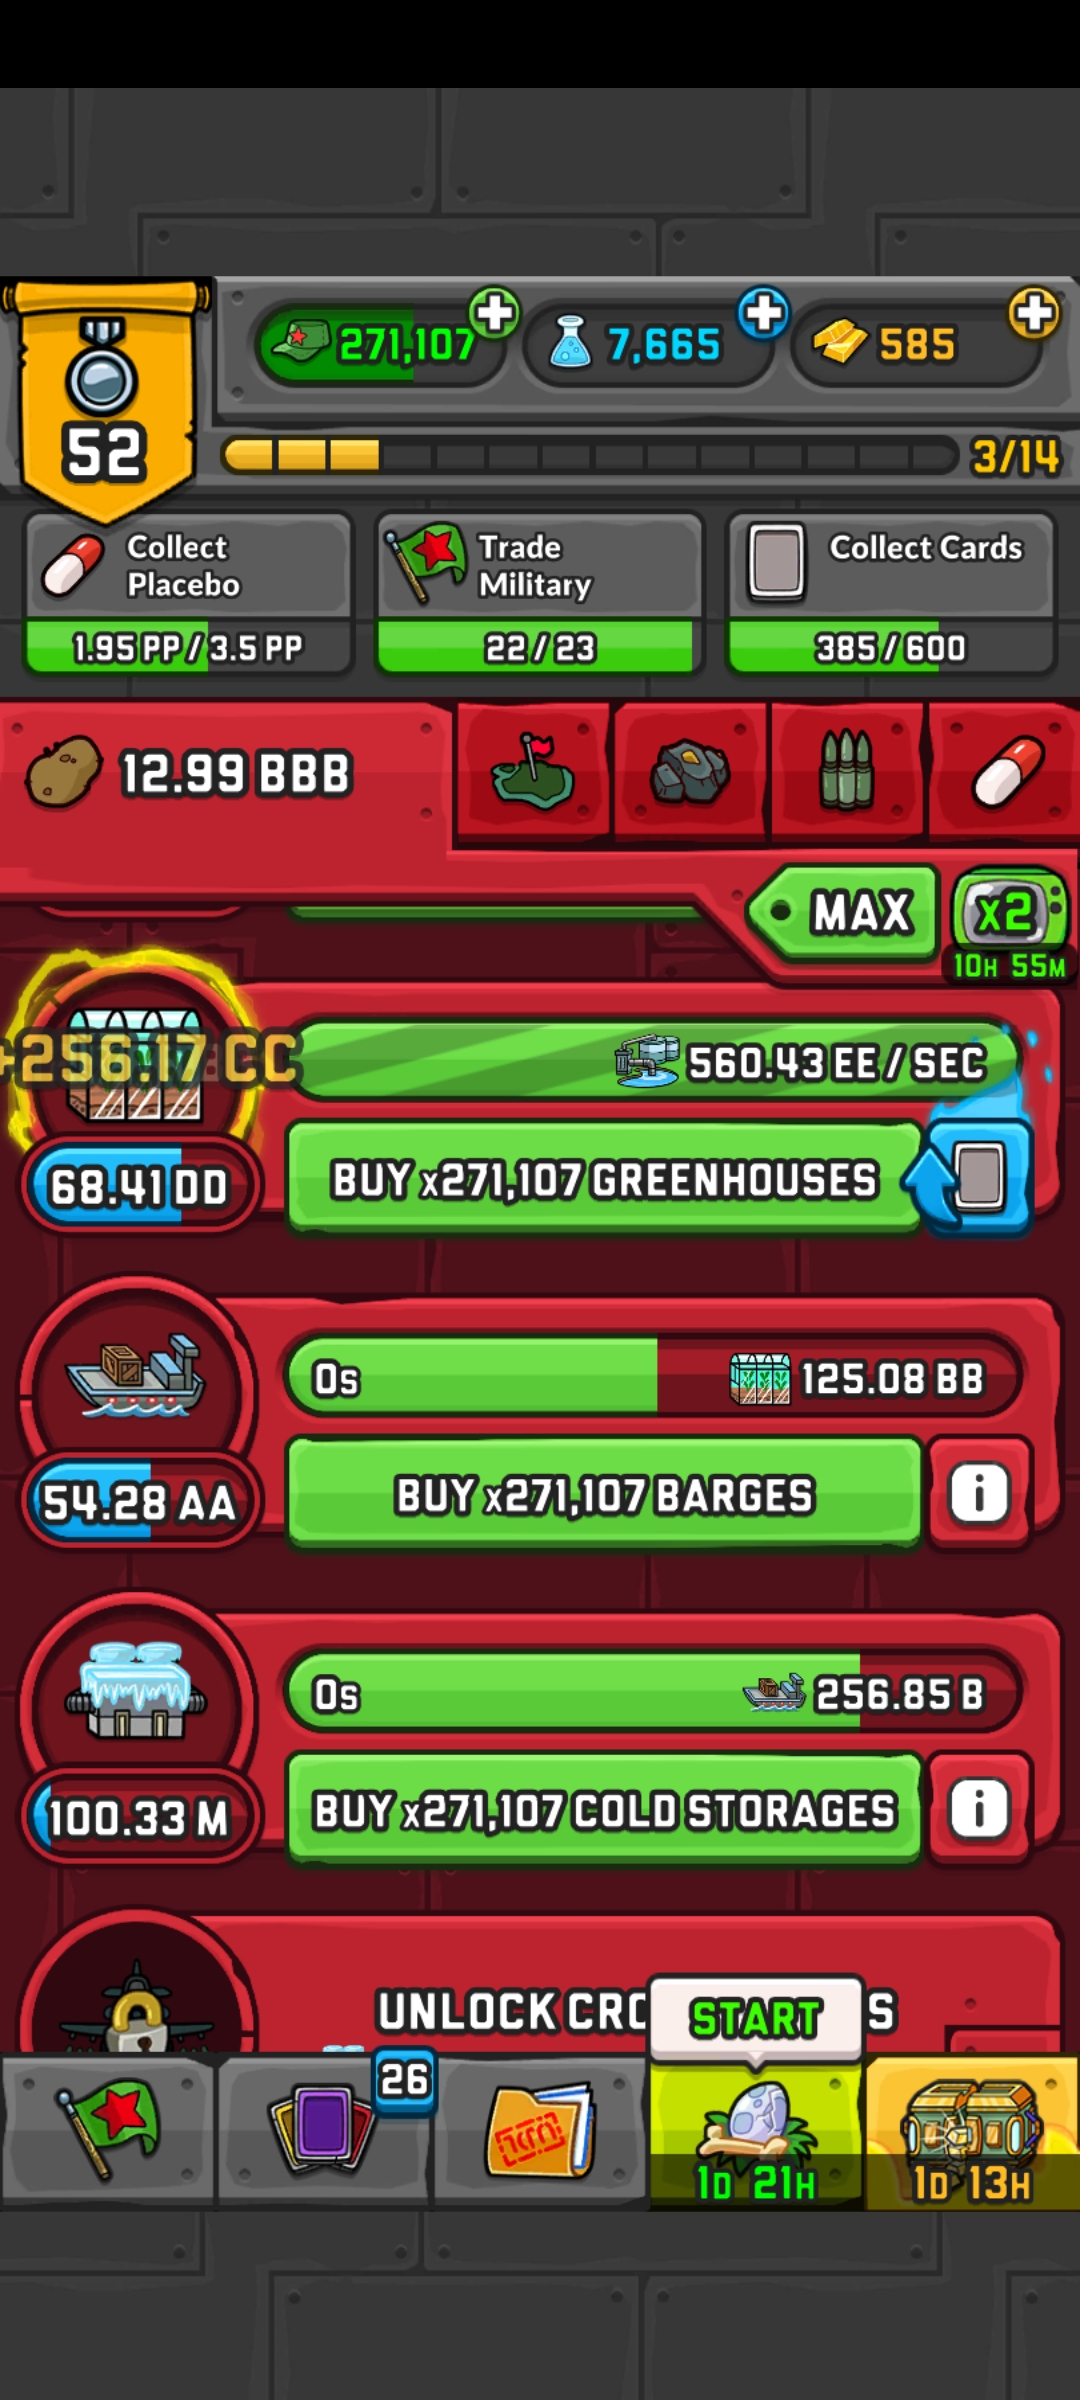 271,107
7,665
585
52
3/14
Collect
Placebo
1.95 PP / 3.5 PP
Trade
Military
22 / 23
Collect Cards
385 / 600
12.99 BBB
MAX
x2
10H 55M
+256.17 CC
560.43 EE / SEC
68.41 DD
BUY x271,107 GREENHOUSES
0s
125.08 BB
54.28 AA
BUY x271,107 BARGES
i
0s
256.85 B
100.33 M
BUY x271,107 COLD STORAGES
i
UNLOCK
START
26
1D 21H
1D 13H